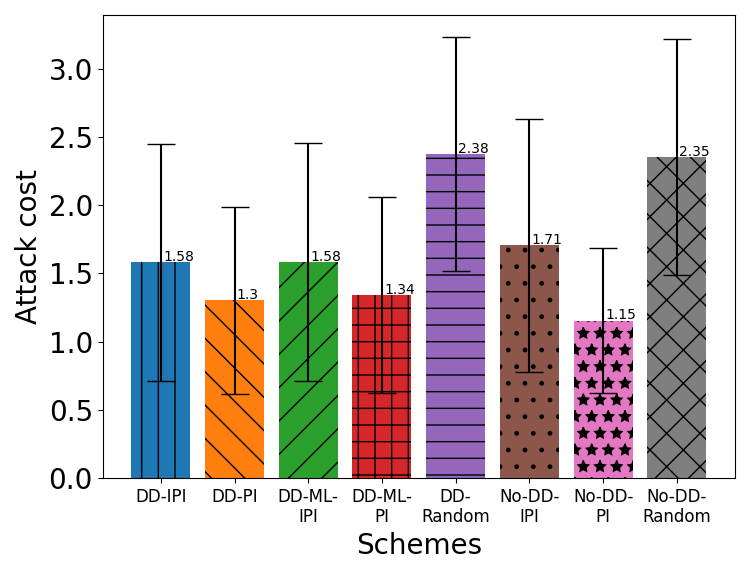 Attack cost
3.0
2.5
2.0
1.5
1.0
0.5
0.0
1.58
1.3
1.58
1.34
2.38
1.71
1.15
2.35
DD-IPI
DD-PI
DD-ML-
IPI
DD-ML-
PI
DD-
Random
No-DD-
IPI
No-DD-
PI
No-DD-
Random
Schemes